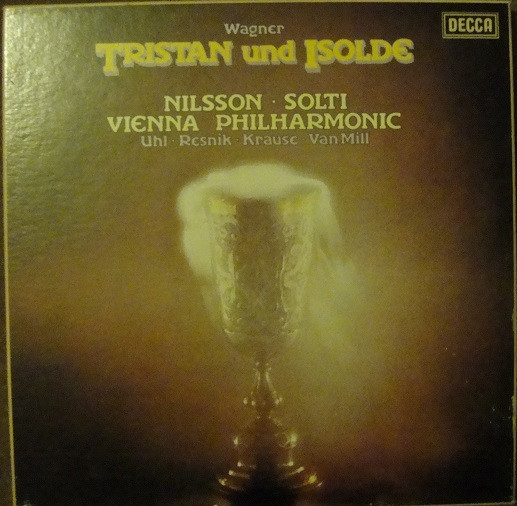 Wagner
DECCA
TRISTAN und ISOLDE
NILSSON · SOLTI
VIENNA PHILHARMONIC
Uhl · Resnik · Krause · Van Mill